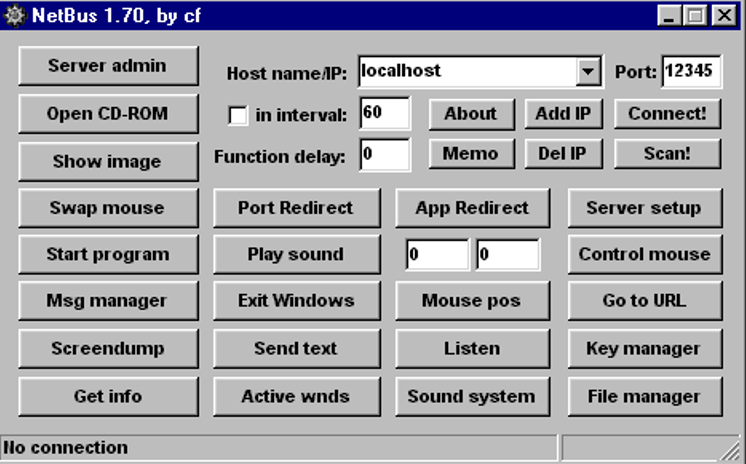 NetBus 1.70, by cf
Server admin
Host name/IP: localhost Port: 12345
Open CD-ROM in interval: 60 About Add IP Connect!
Show image Function delay: 0 Memo Del IP Scan!
Swap mouse Port Redirect App Redirect Server setup
Start program Play sound 0 0 Control mouse
Msg manager Exit Windows Mouse pos Go to URL
Screendump Send text Listen Key manager
Get info Active wnds Sound system File manager
No connection